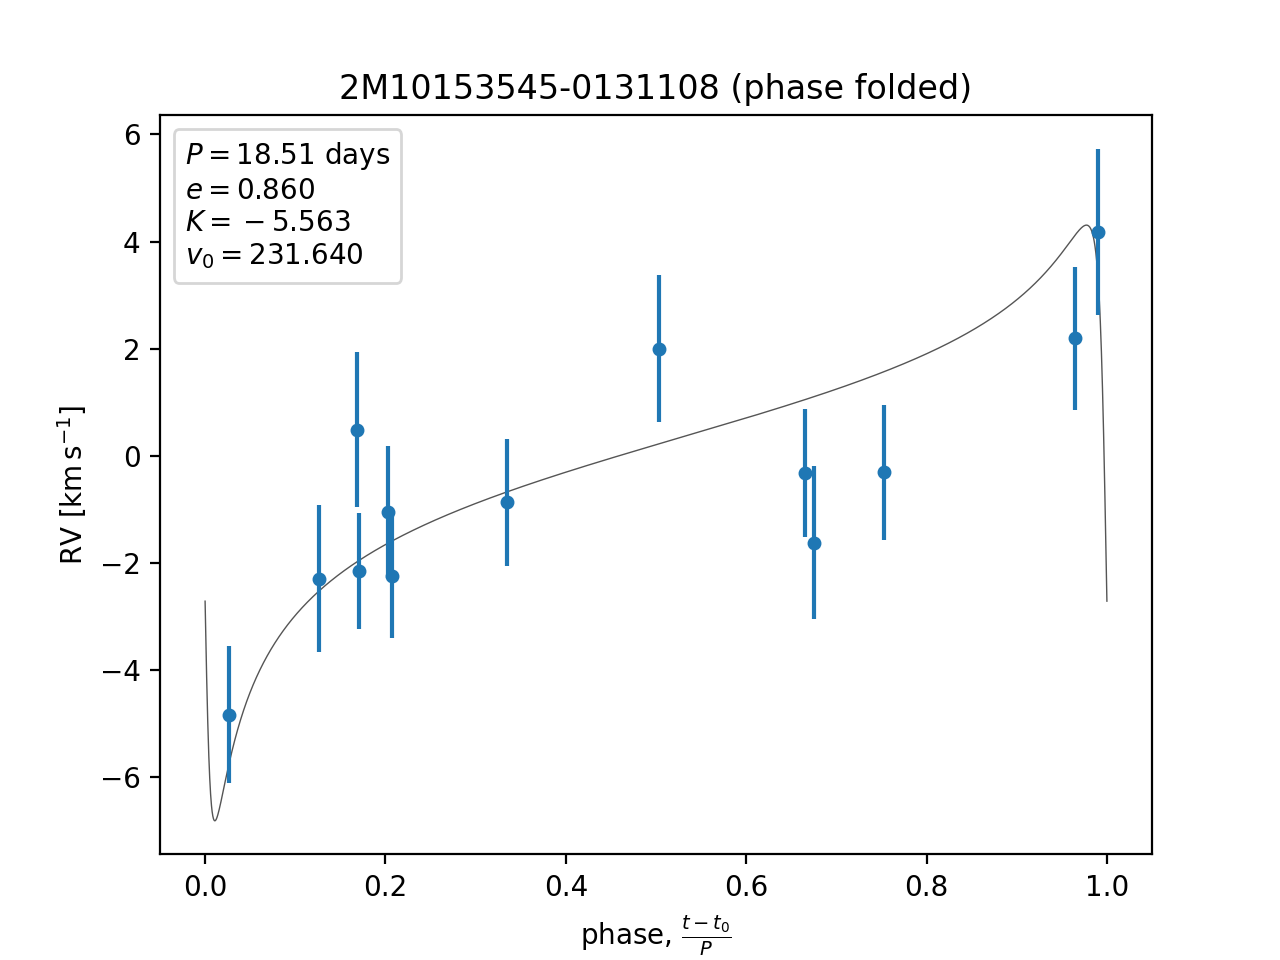 2M10153545-0131108 (phase folded)
P = 18.51 days
e = 0.860
K = −5.563
v₀ = 231.640
6
4
2
0
−2
−4
−6
RV [km s⁻¹]
0.0 0.2 0.4 0.6 0.8 1.0
phase, (t − t₀)/P